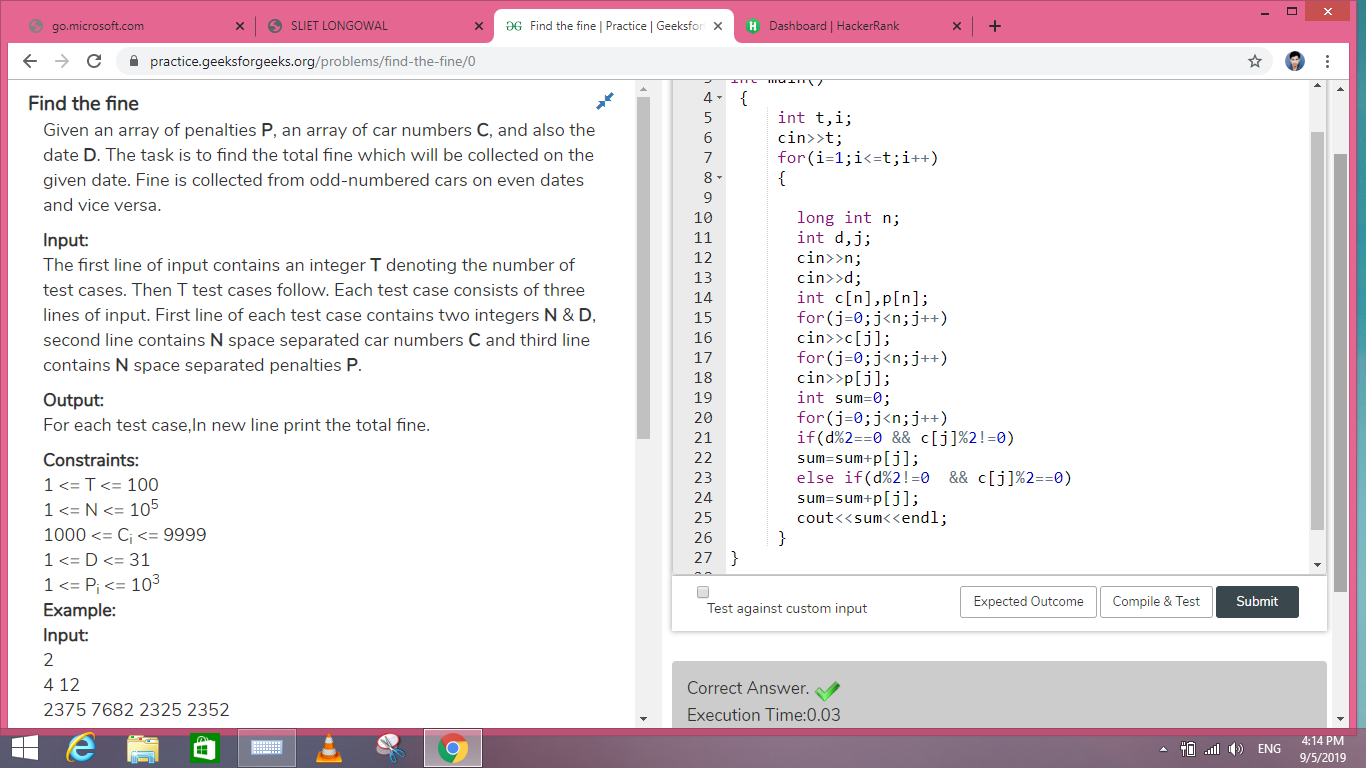 go.microsoft.com
SLIET LONGOWAL
Find the fine | Practice | Geeksfor
Dashboard | HackerRank
practice.geeksforgeeks.org/problems/find-the-fine/0
Find the fine
Given an array of penalties P, an array of car numbers C, and also the
date D. The task is to find the total fine which will be collected on the
given date. Fine is collected from odd-numbered cars on even dates
and vice versa.
Input:
The first line of input contains an integer T denoting the number of
test cases. Then T test cases follow. Each test case consists of three
lines of input. First line of each test case contains two integers N & D,
second line contains N space separated car numbers C and third line
contains N space separated penalties P.
Output:
For each test case,In new line print the total fine.
Constraints:
1 <= T <= 100
1 <= N <= 10⁵
1000 <= Cᵢ <= 9999
1 <= D <= 31
1 <= Pᵢ <= 10³
Example:
Input:
2
4 12
2375 7682 2325 2352
3 int main()
4 {
5 int t,i;
6 cin>>t;
7 for(i=1;i<=t;i++)
8 {
9
10 long int n;
11 int d,j;
12 cin>>n;
13 cin>>d;
14 int c[n],p[n];
15 for(j=0;j<n;j++)
16 cin>>c[j];
17 for(j=0;j<n;j++)
18 cin>>p[j];
19 int sum=0;
20 for(j=0;j<n;j++)
21 if(d%2==0 && c[j]%2!=0)
22 sum=sum+p[j];
23 else if(d%2!=0  && c[j]%2==0)
24 sum=sum+p[j];
25 cout<<sum<<endl;
26 }
27 }
Test against custom input
Expected Outcome
Compile & Test
Submit
Correct Answer.
Execution Time:0.03
ENG
4:14 PM
9/5/2019